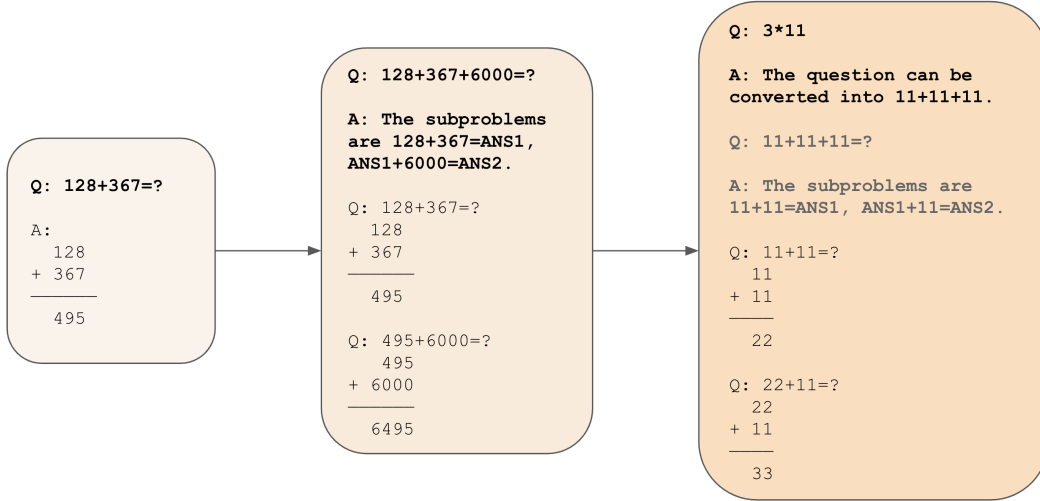 Q: 128+367=?
A:
128
+ 367
495
Q: 128+367+6000=?
A: The subproblems
are 128+367=ANS1,
ANS1+6000=ANS2.
Q: 128+367=?
128
+ 367
495
Q: 495+6000=?
495
+ 6000
6495
Q: 3*11
A: The question can be
converted into 11+11+11.
Q: 11+11+11=?
A: The subproblems are
11+11=ANS1, ANS1+11=ANS2.
Q: 11+11=?
11
+ 11
22
Q: 22+11=?
22
+ 11
33